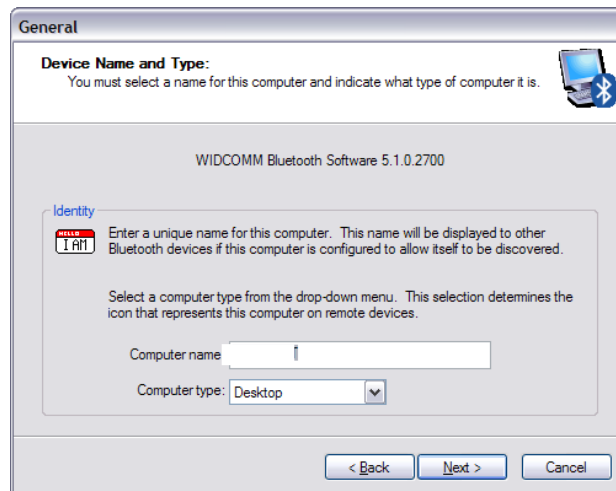 General
Device Name and Type:
You must select a name for this computer and indicate what type of computer it is.
WIDCOMM Bluetooth Software 5.1.0.2700
Identity
HELLO
I AM
Enter a unique name for this computer.  This name will be displayed to other
Bluetooth devices if this computer is configured to allow itself to be discovered.
Select a computer type from the drop-down menu.  This selection determines the
icon that represents this computer on remote devices.
Computer name
Computer type: Desktop
< Back Next > Cancel